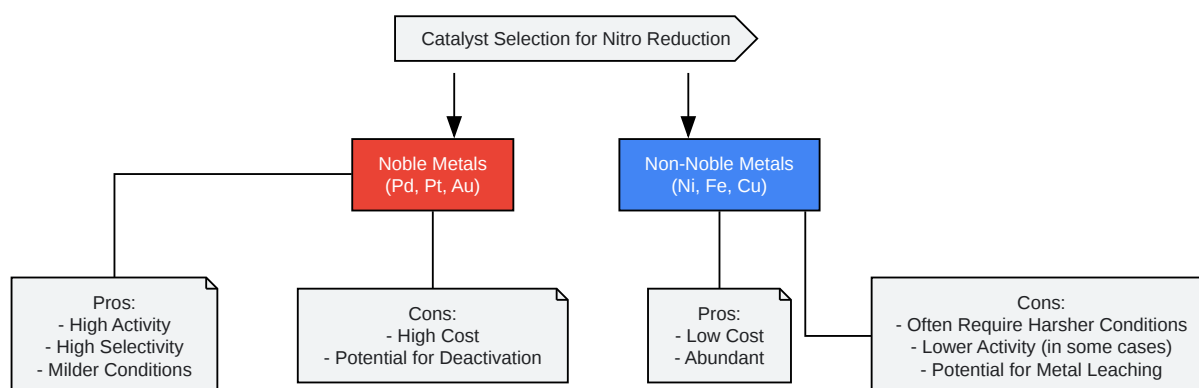 Catalyst Selection for Nitro Reduction
Noble Metals
(Pd, Pt, Au)
Non-Noble Metals
(Ni, Fe, Cu)
Pros:
- High Activity
- High Selectivity
- Milder Conditions
Cons:
- High Cost
- Potential for Deactivation
Pros:
- Low Cost
- Abundant
Cons:
- Often Require Harsher Conditions
- Lower Activity (in some cases)
- Potential for Metal Leaching